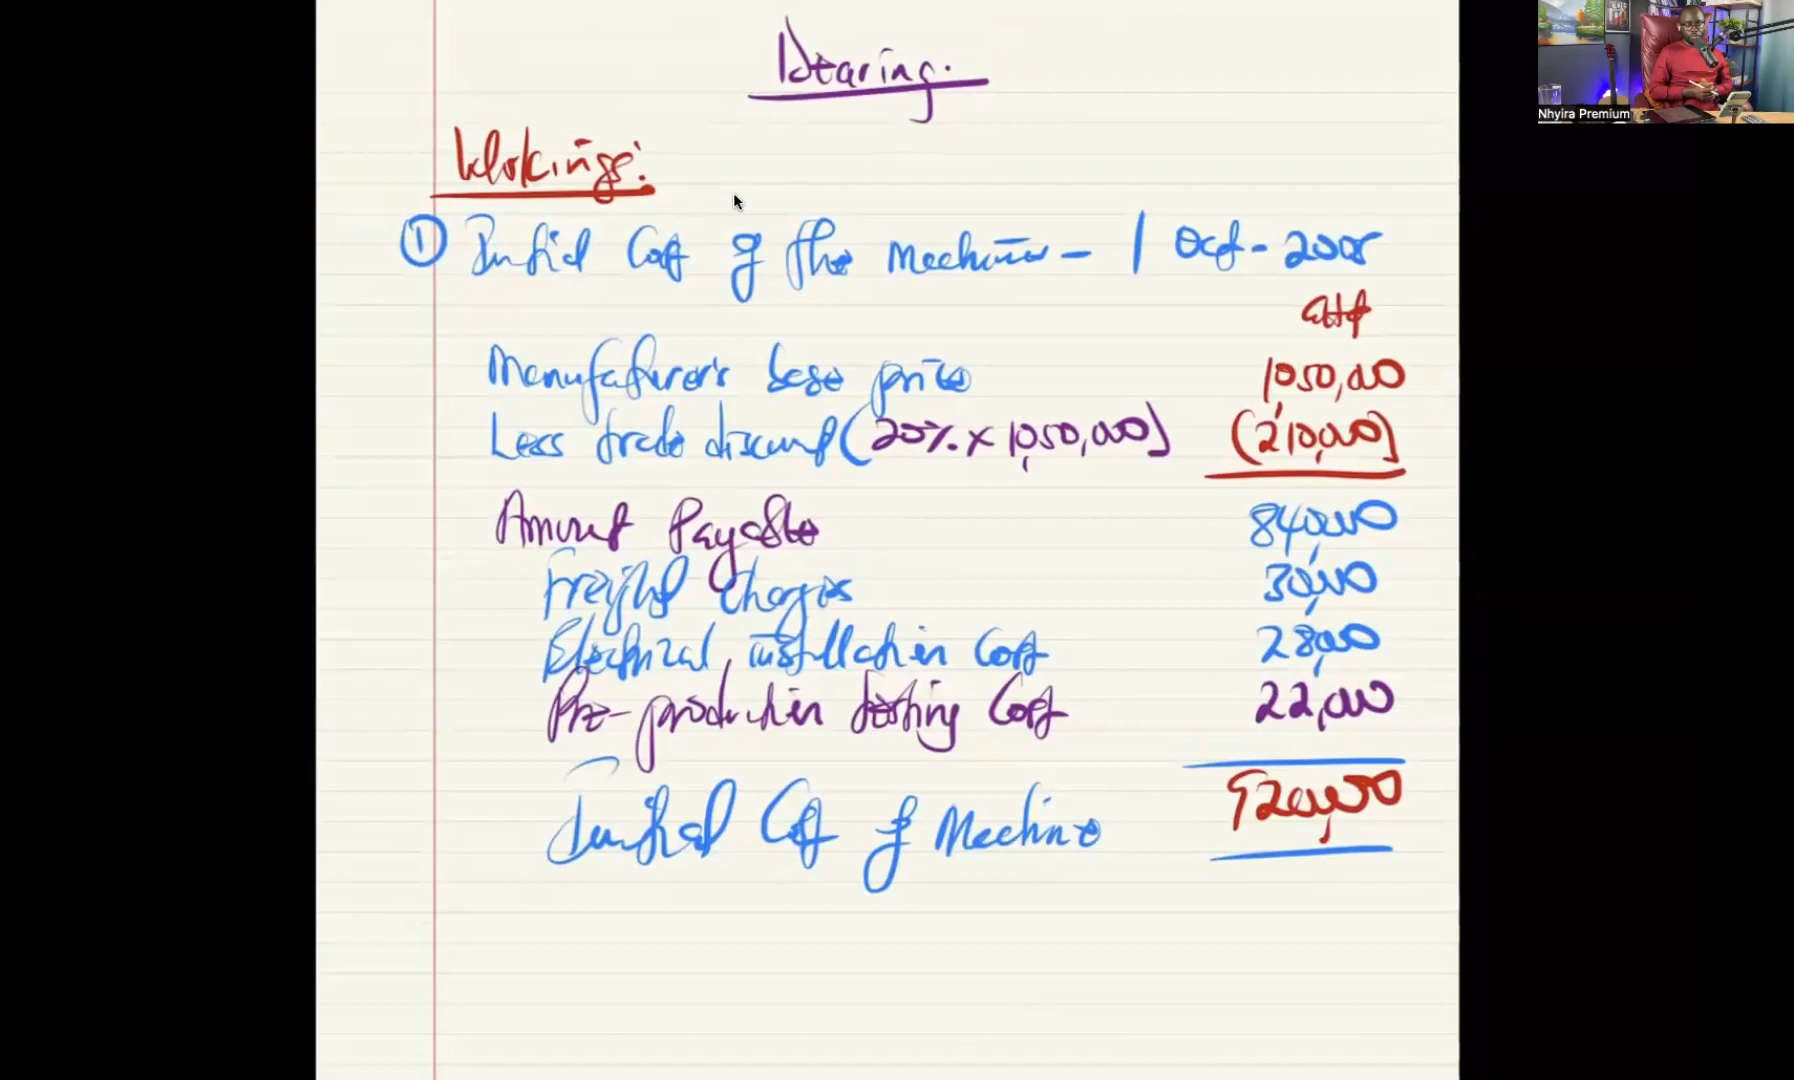 Dearing.
Nhyira Premium
Workings:
① Initial Cost of the Machine - 1 Oct - 2005
GH¢
Manufacturer's base price 1,050,000
Less trade discount (20% x 1,050,000) (210,000)
Amount Payable 840,000
Freight Charges 30,000
Electrical installation Cost 28,000
Pre-production testing Cost 22,000
Initial Cost of Machine 920,000